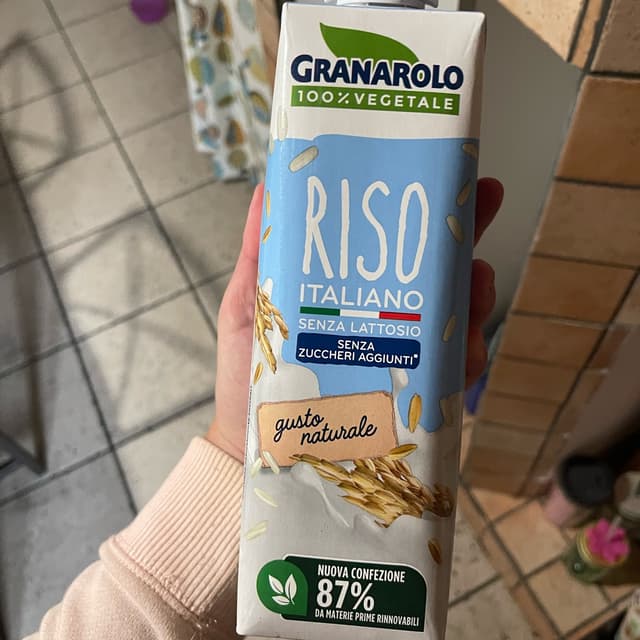 GRANAROLO
100% VEGETALE
RISO
ITALIANO
SENZA LATTOSIO
SENZA
ZUCCHERI AGGIUNTI*
gusto
naturale
NUOVA CONFEZIONE
87%
DA MATERIE PRIME RINNOVABILI